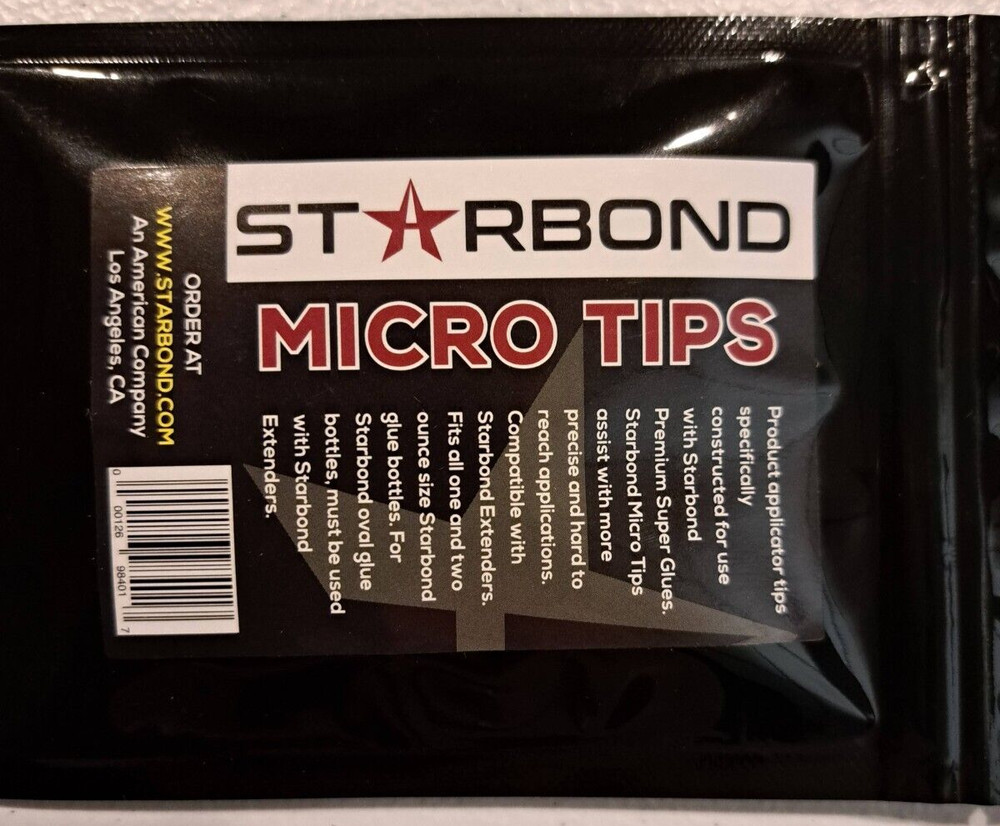 STARBOND
MICRO TIPS
Product applicator tips
specifically
constructed for use
with Starbond
Premium Super Glues.
Starbond Micro Tips
assist with more
precise and hard to
reach applications.
Compatible with
Starbond Extenders.
Fits all one and two
ounce size Starbond
glue bottles. For
Starbond oval glue
bottles, must be used
with Starbond
Extenders.
ORDER AT
WWW.STARBOND.COM
An American Company
Los Angeles, CA
0 00126 98401 7